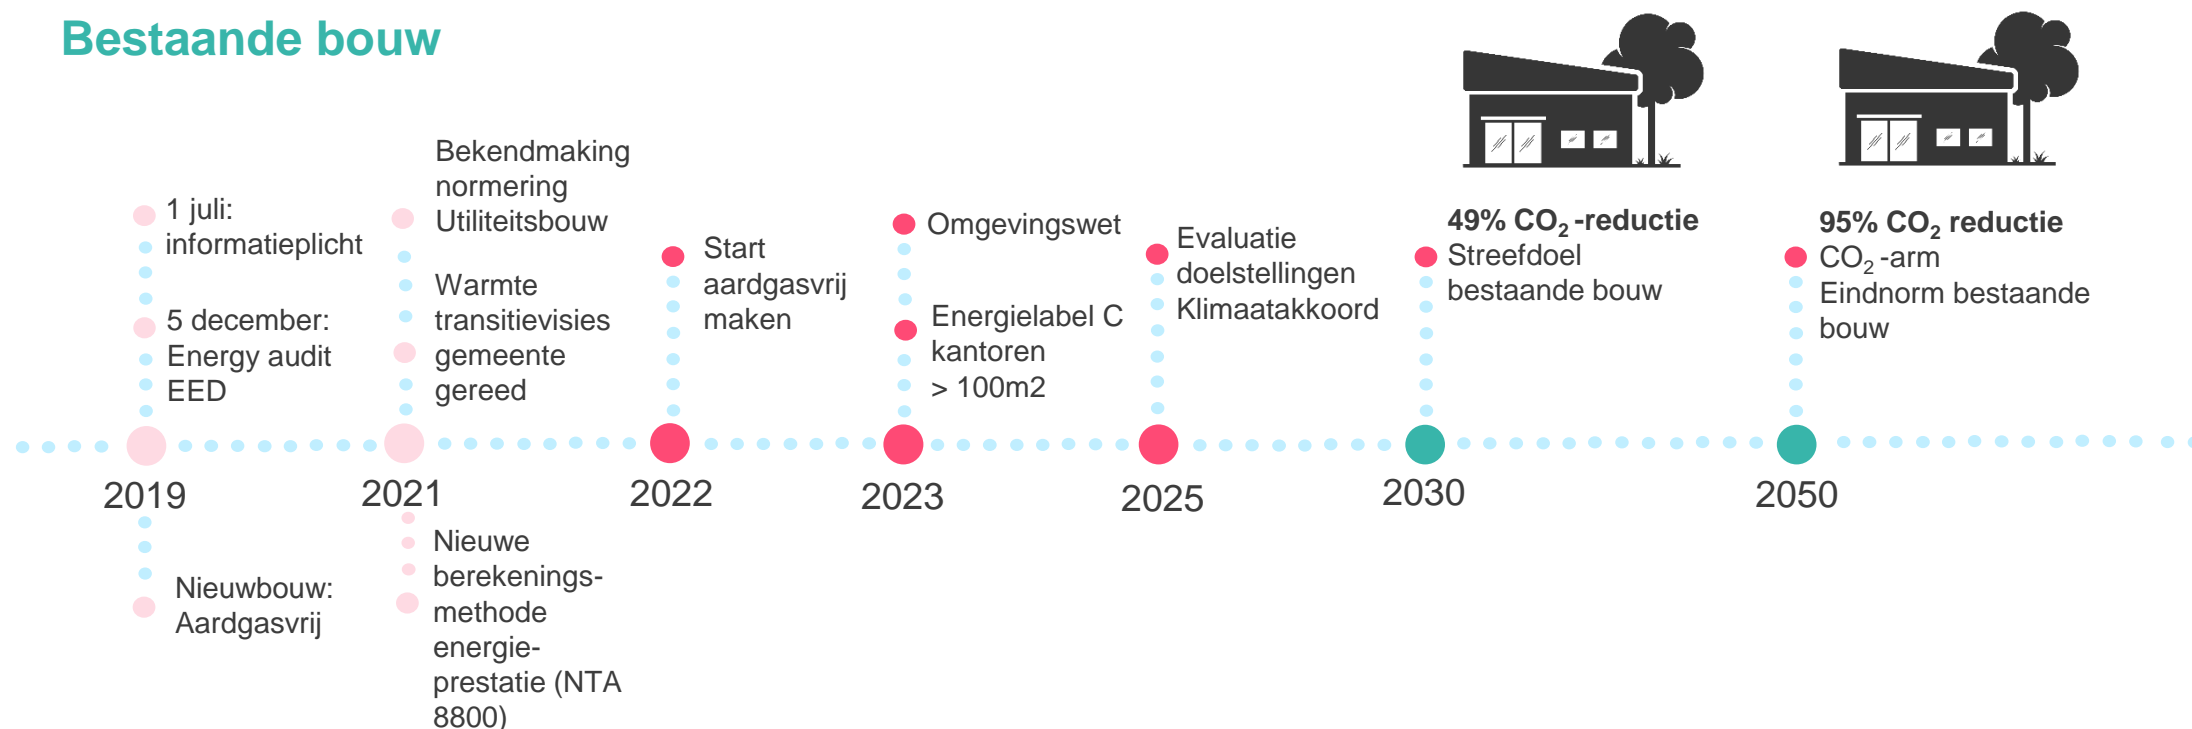 Bestaande bouw
1 juli:
informatieplicht
5 december:
Energy audit
EED
2019
Nieuwbouw:
Aardgasvrij
Bekendmaking
normering
Utiliteitsbouw
Warmte
transitievisies
gemeente
gereed
2021
Nieuwe
berekenings-
methode
energie-
prestatie (NTA
8800)
Start
aardgasvrij
maken
2022
Omgevingswet
Energielabel C
kantoren
> 100m2
2023
Evaluatie
doelstellingen
Klimaatakkoord
2025
49% CO₂ -reductie
Streefdoel
bestaande bouw
2030
95% CO₂ reductie
CO₂ -arm
Eindnorm bestaande
bouw
2050